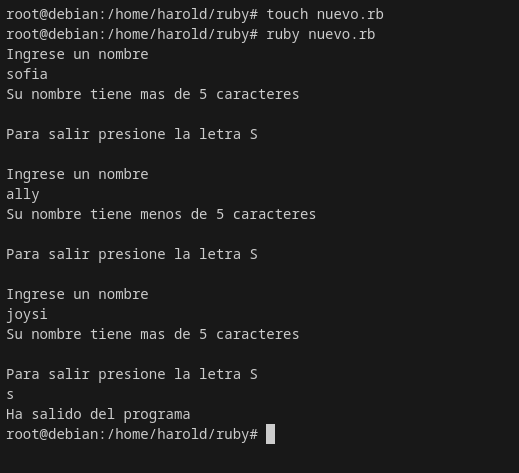 root@debian:/home/harold/ruby# touch nuevo.rb
root@debian:/home/harold/ruby# ruby nuevo.rb
Ingrese un nombre
sofia
Su nombre tiene mas de 5 caracteres
Para salir presione la letra S
Ingrese un nombre
ally
Su nombre tiene menos de 5 caracteres
Para salir presione la letra S
Ingrese un nombre
joysi
Su nombre tiene mas de 5 caracteres
Para salir presione la letra S
s
Ha salido del programa
root@debian:/home/harold/ruby#